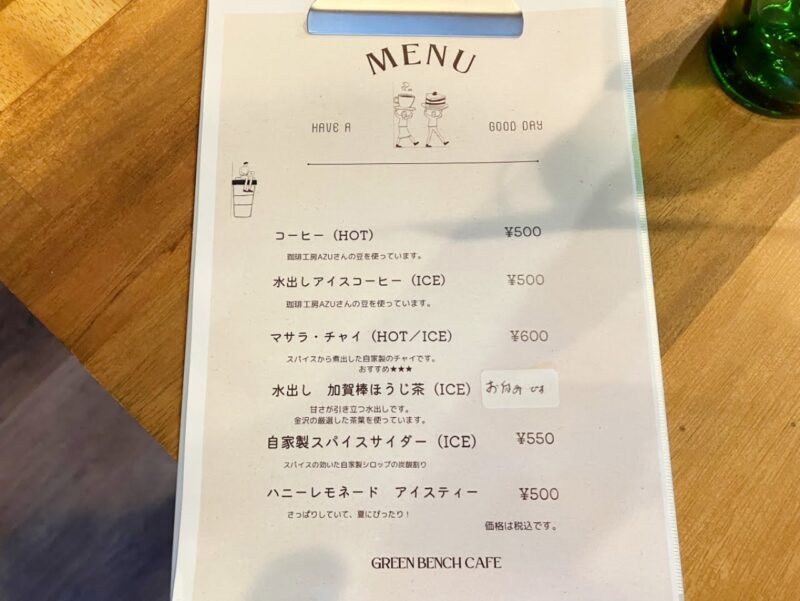 MENU
HAVE A GOOD DAY
コーヒー（HOT） ¥500
珈琲工房AZUさんの豆を使っています。
水出しアイスコーヒー（ICE） ¥500
珈琲工房AZUさんの豆を使っています。
マサラ・チャイ（HOT／ICE） ¥600
スパイスから煮出した自家製のチャイです。
おすすめ★★★
水出し　加賀棒ほうじ茶（ICE）
甘さが引き立つ水出しです。
金沢の厳選した茶葉を使っています。
自家製スパイスサイダー（ICE） ¥550
スパイスの効いた自家製シロップの炭酸割り
ハニーレモネード　アイスティー ¥500
さっぱりしていて、夏にぴったり！
価格は税込です。
GREEN BENCH CAFE